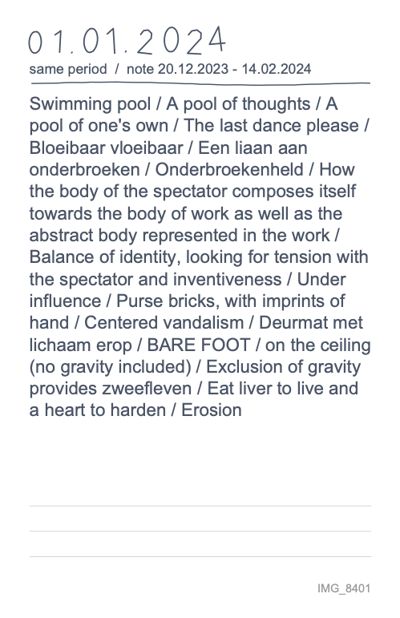 01.01.2024
same period / note 20.12.2023 - 14.02.2024
Swimming pool / A pool of thoughts / A
pool of one's own / The last dance please /
Bloeibaar vloeibaar / Een liaan aan
onderbroeken / Onderbroekenheld / How
the body of the spectator composes itself
towards the body of work as well as the
abstract body represented in the work /
Balance of identity, looking for tension with
the spectator and inventiveness / Under
influence / Purse bricks, with imprints of
hand / Centered vandalism / Deurmat met
lichaam erop / BARE FOOT / on the ceiling
(no gravity included) / Exclusion of gravity
provides zweefleven / Eat liver to live and
a heart to harden / Erosion
IMG_8401